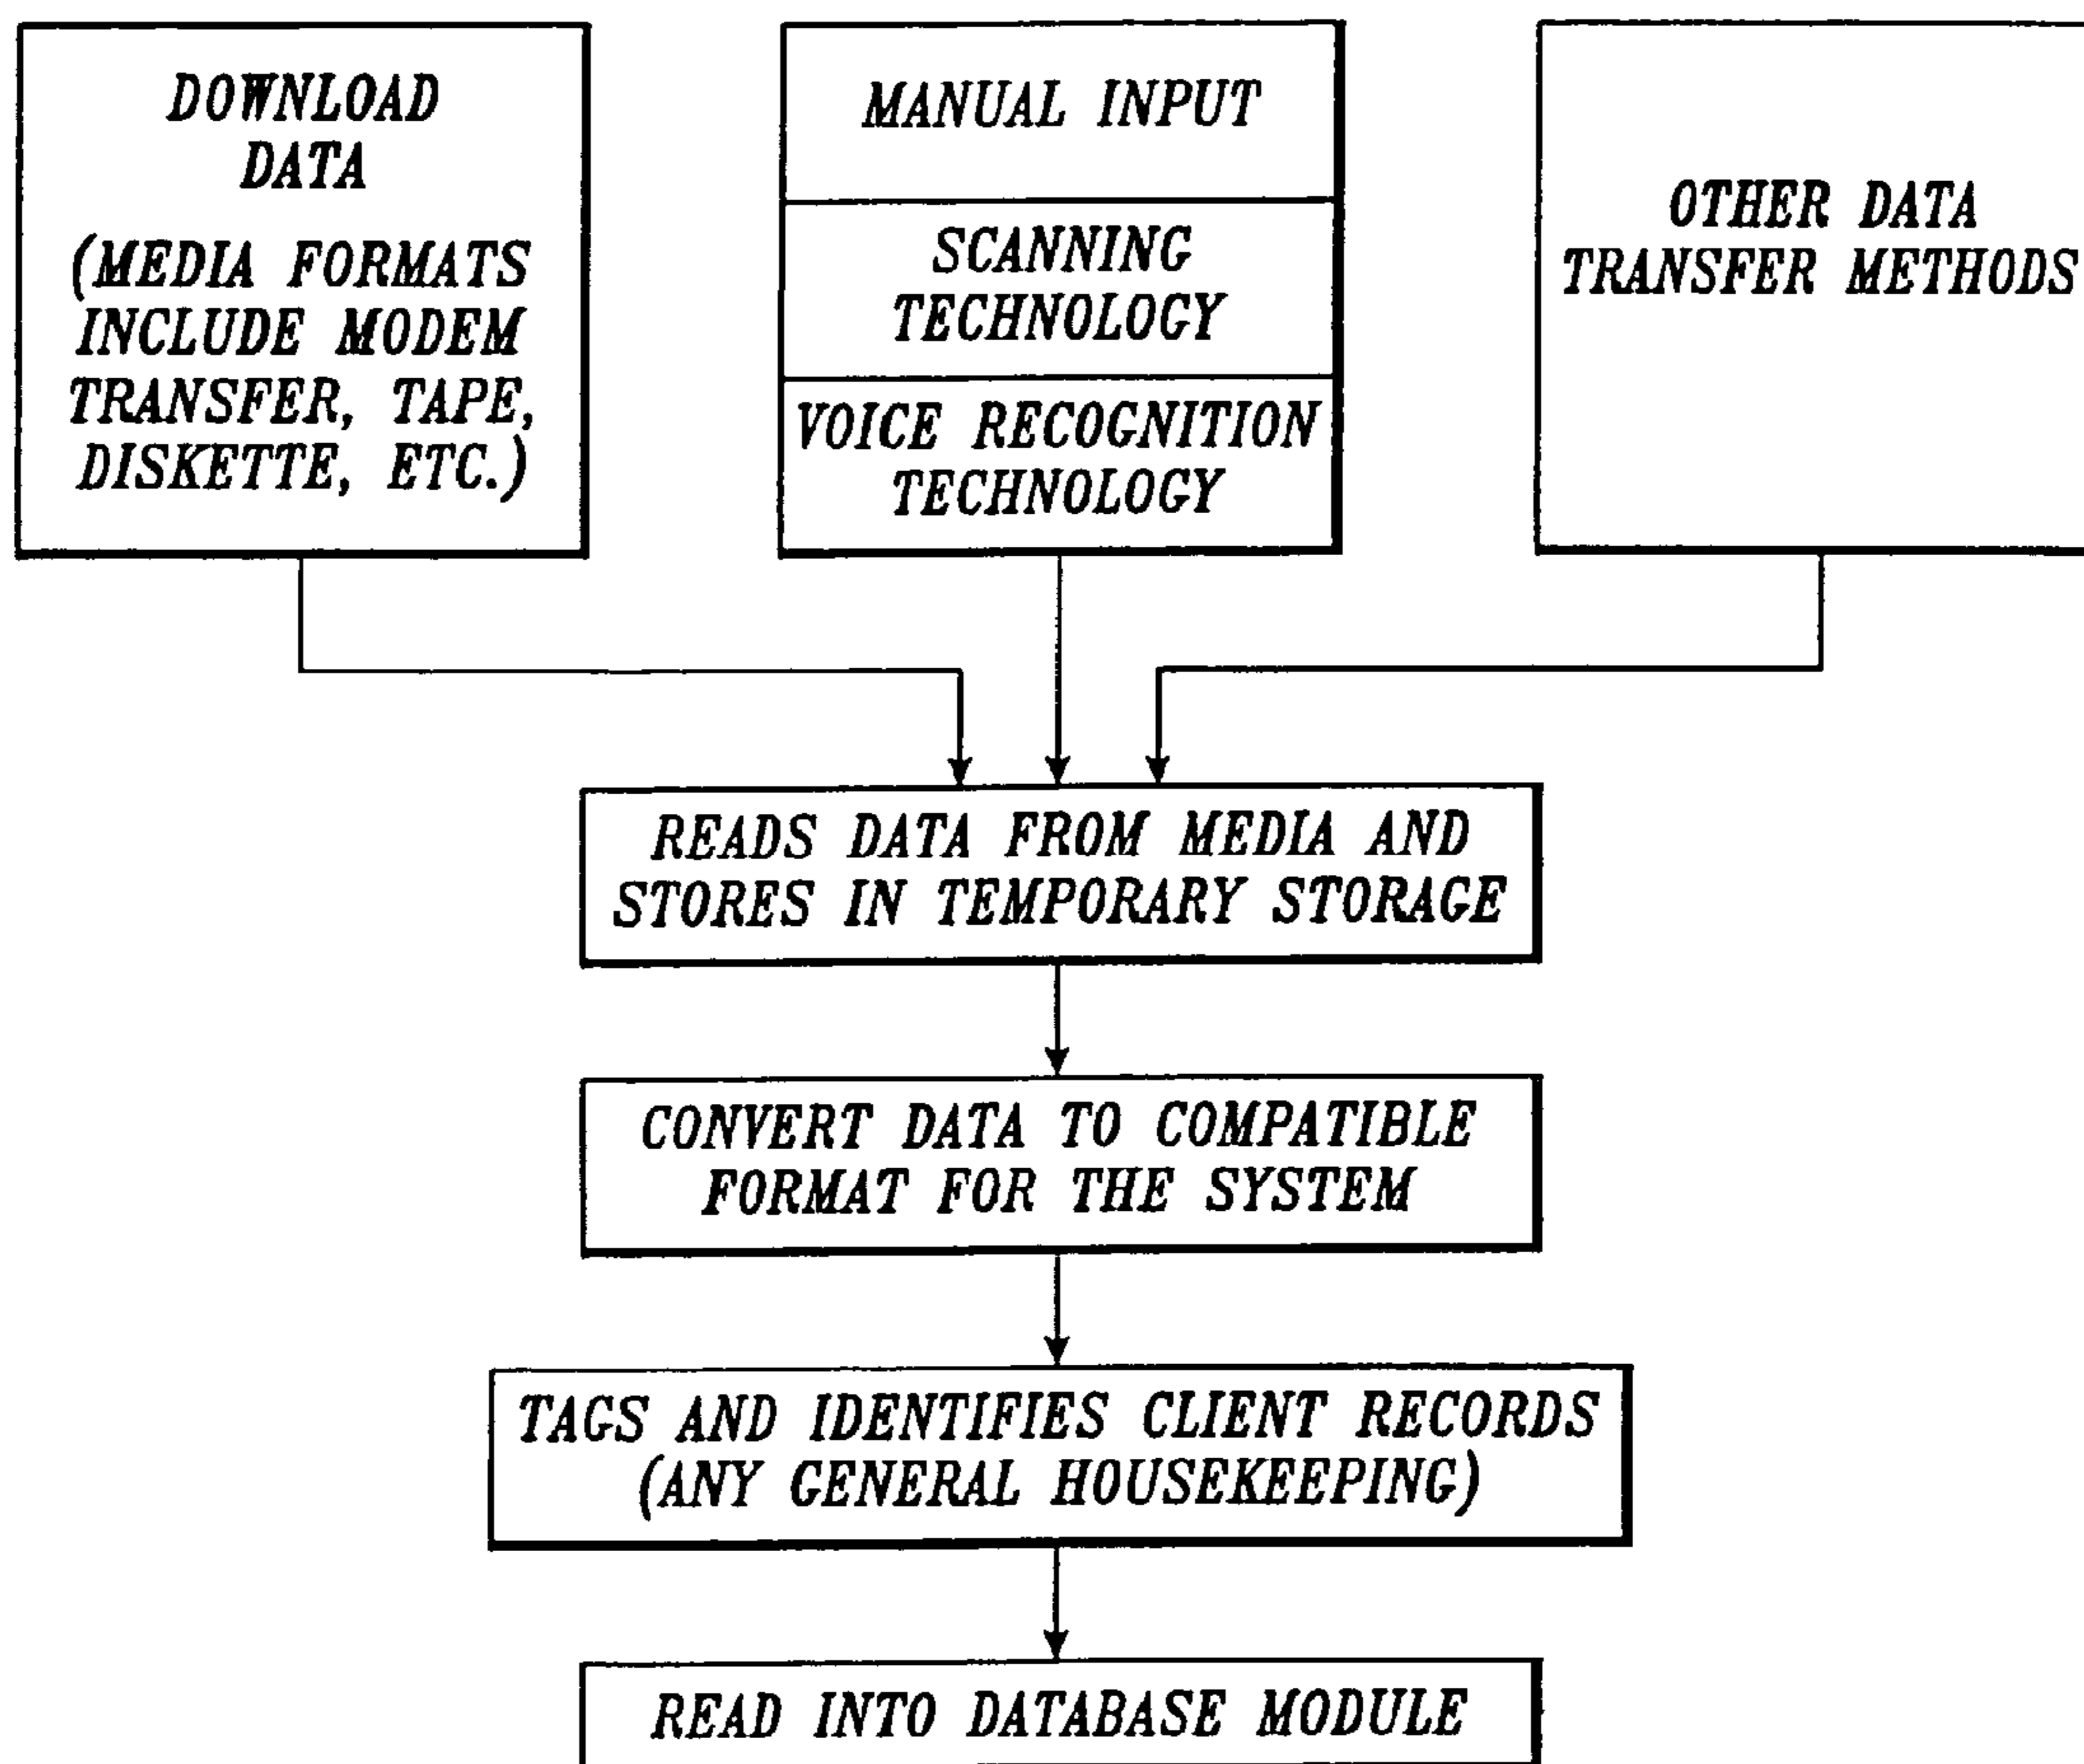 DOWNLOAD
DATA
(MEDIA FORMATS
INCLUDE MODEM
TRANSFER, TAPE,
DISKETTE, ETC.)
MANUAL INPUT
SCANNING
TECHNOLOGY
VOICE RECOGNITION
TECHNOLOGY
OTHER DATA
TRANSFER METHODS
READS DATA FROM MEDIA AND
STORES IN TEMPORARY STORAGE
CONVERT DATA TO COMPATIBLE
FORMAT FOR THE SYSTEM
TAGS AND IDENTIFIES CLIENT RECORDS
(ANY GENERAL HOUSEKEEPING)
READ INTO DATABASE MODULE